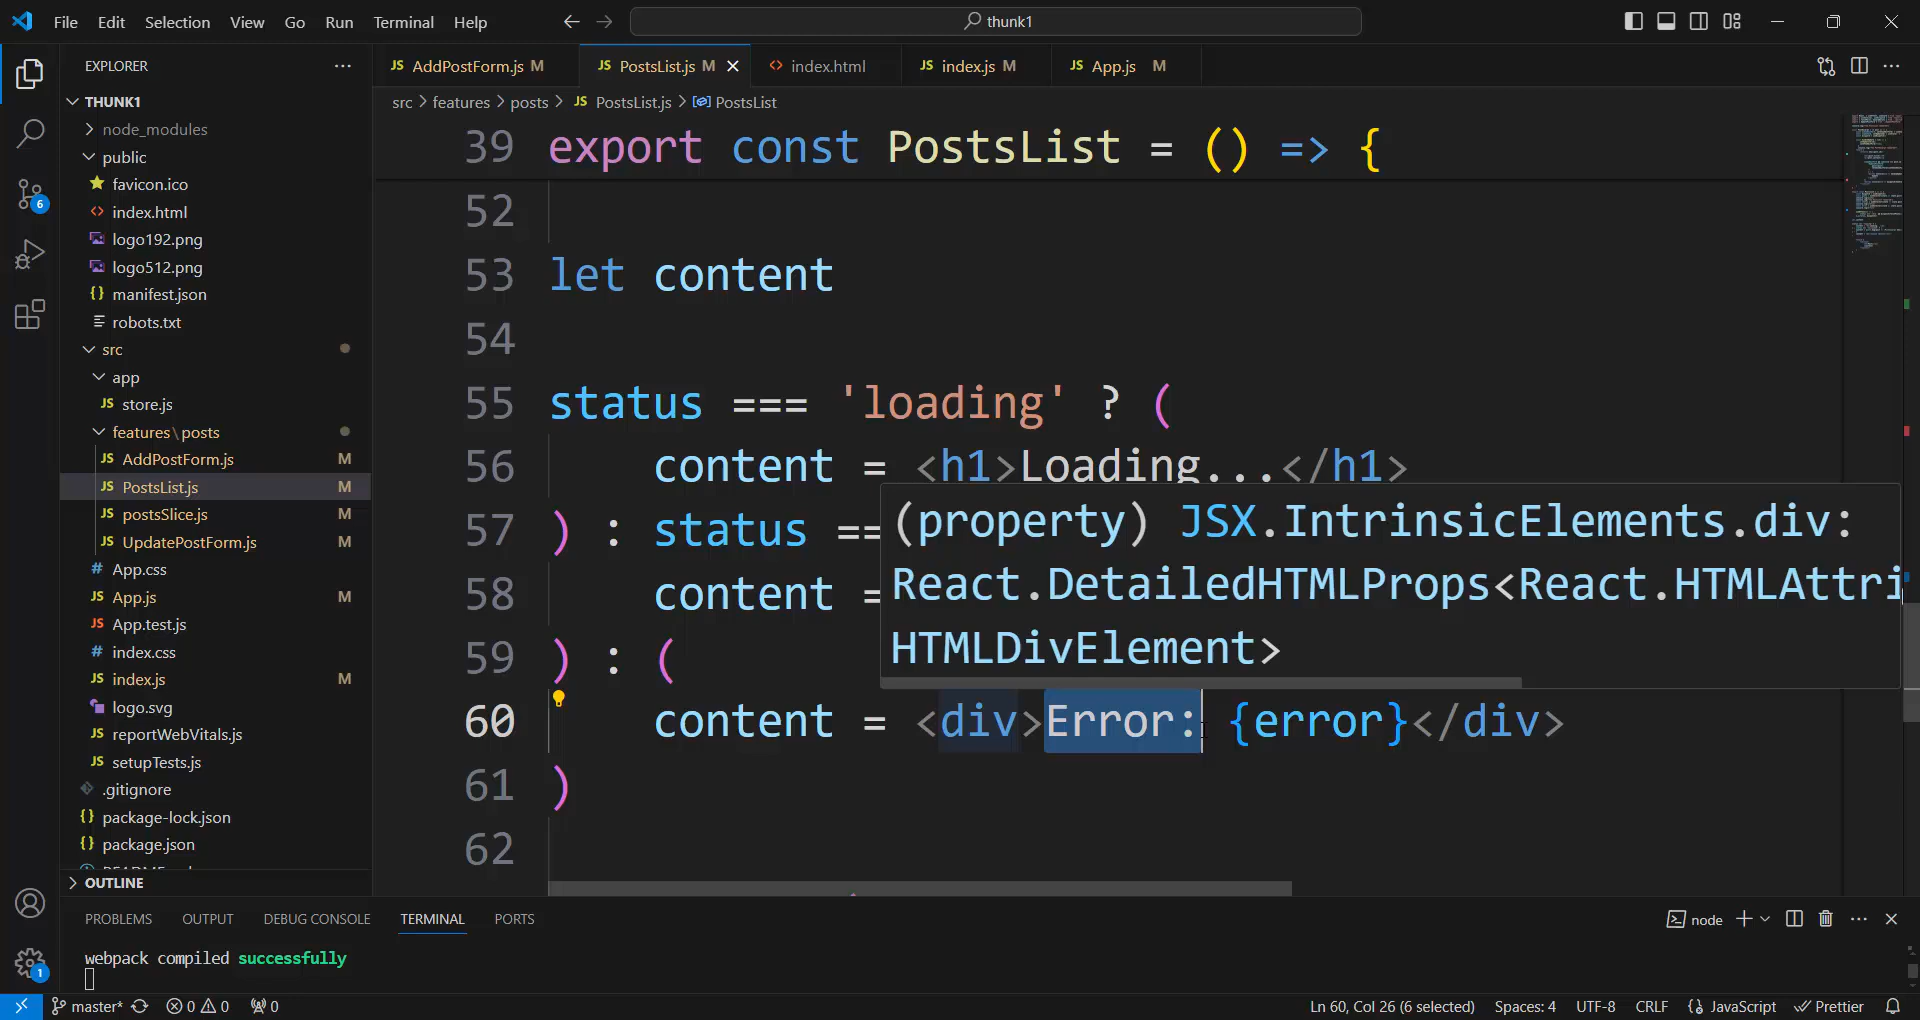 File Edit Selection View Go Run Terminal Help
thunk1
EXPLORER
THUNK1
node_modules
public
favicon.ico
index.html
logo192.png
logo512.png
manifest.json
robots.txt
src
app
store.js
features\posts
AddPostForm.js M
PostsList.js M
postsSlice.js M
UpdatePostForm.js M
App.css
App.js M
App.test.js
index.css
index.js M
logo.svg
reportWebVitals.js
setupTests.js
.gitignore
package-lock.json
package.json
OUTLINE
6
1
JS AddPostForm.js M
JS PostsList.js M
index.html
JS index.js M
JS App.js M
src > features > posts > JS PostsList.js > PostsList
39 export const PostsList = () => {
52
53 let content
54
55 status === 'loading' ? (
56 content = <h1>Loading...</h1>
57 ) : status ==
58 content =
59 ) : (
60 content = <div>Error: {error}</div>
61 )
62
(property) JSX.IntrinsicElements.div:
React.DetailedHTMLProps<React.HTMLAttri
HTMLDivElement>
PROBLEMS OUTPUT DEBUG CONSOLE TERMINAL PORTS
node
webpack compiled successfully
master* 0 0 0
Ln 60, Col 26 (6 selected) Spaces: 4 UTF-8 CRLF {} JavaScript Prettier